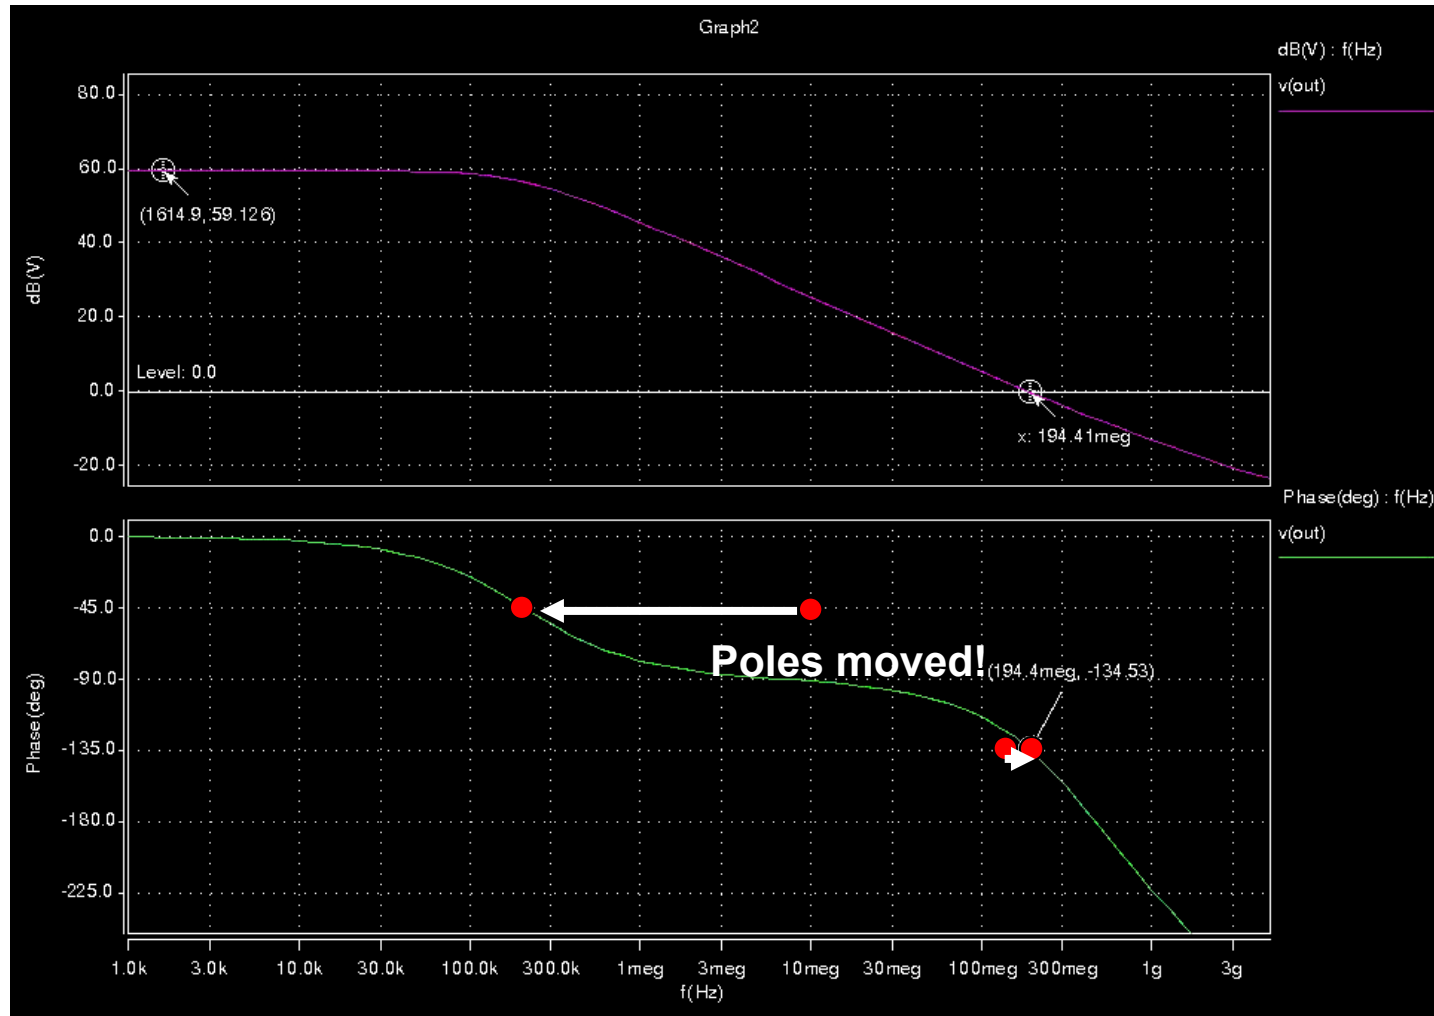 Graph2
dB(V) : f(Hz)
v(out)
80.0
60.0
(1614.9, 59.126)
40.0
dB(V)
20.0
Level: 0.0
0.0
x: 194.41meg
-20.0
Phase(deg) : f(Hz)
v(out)
0.0
-45.0
Poles moved!
(194.4meg, -134.53)
-90.0
Phase(deg)
-135.0
-180.0
-225.0
1.0k 3.0k 10.0k 30.0k 100.0k 300.0k 1meg 3meg 10meg 30meg 100meg 300meg 1g 3g
f(Hz)